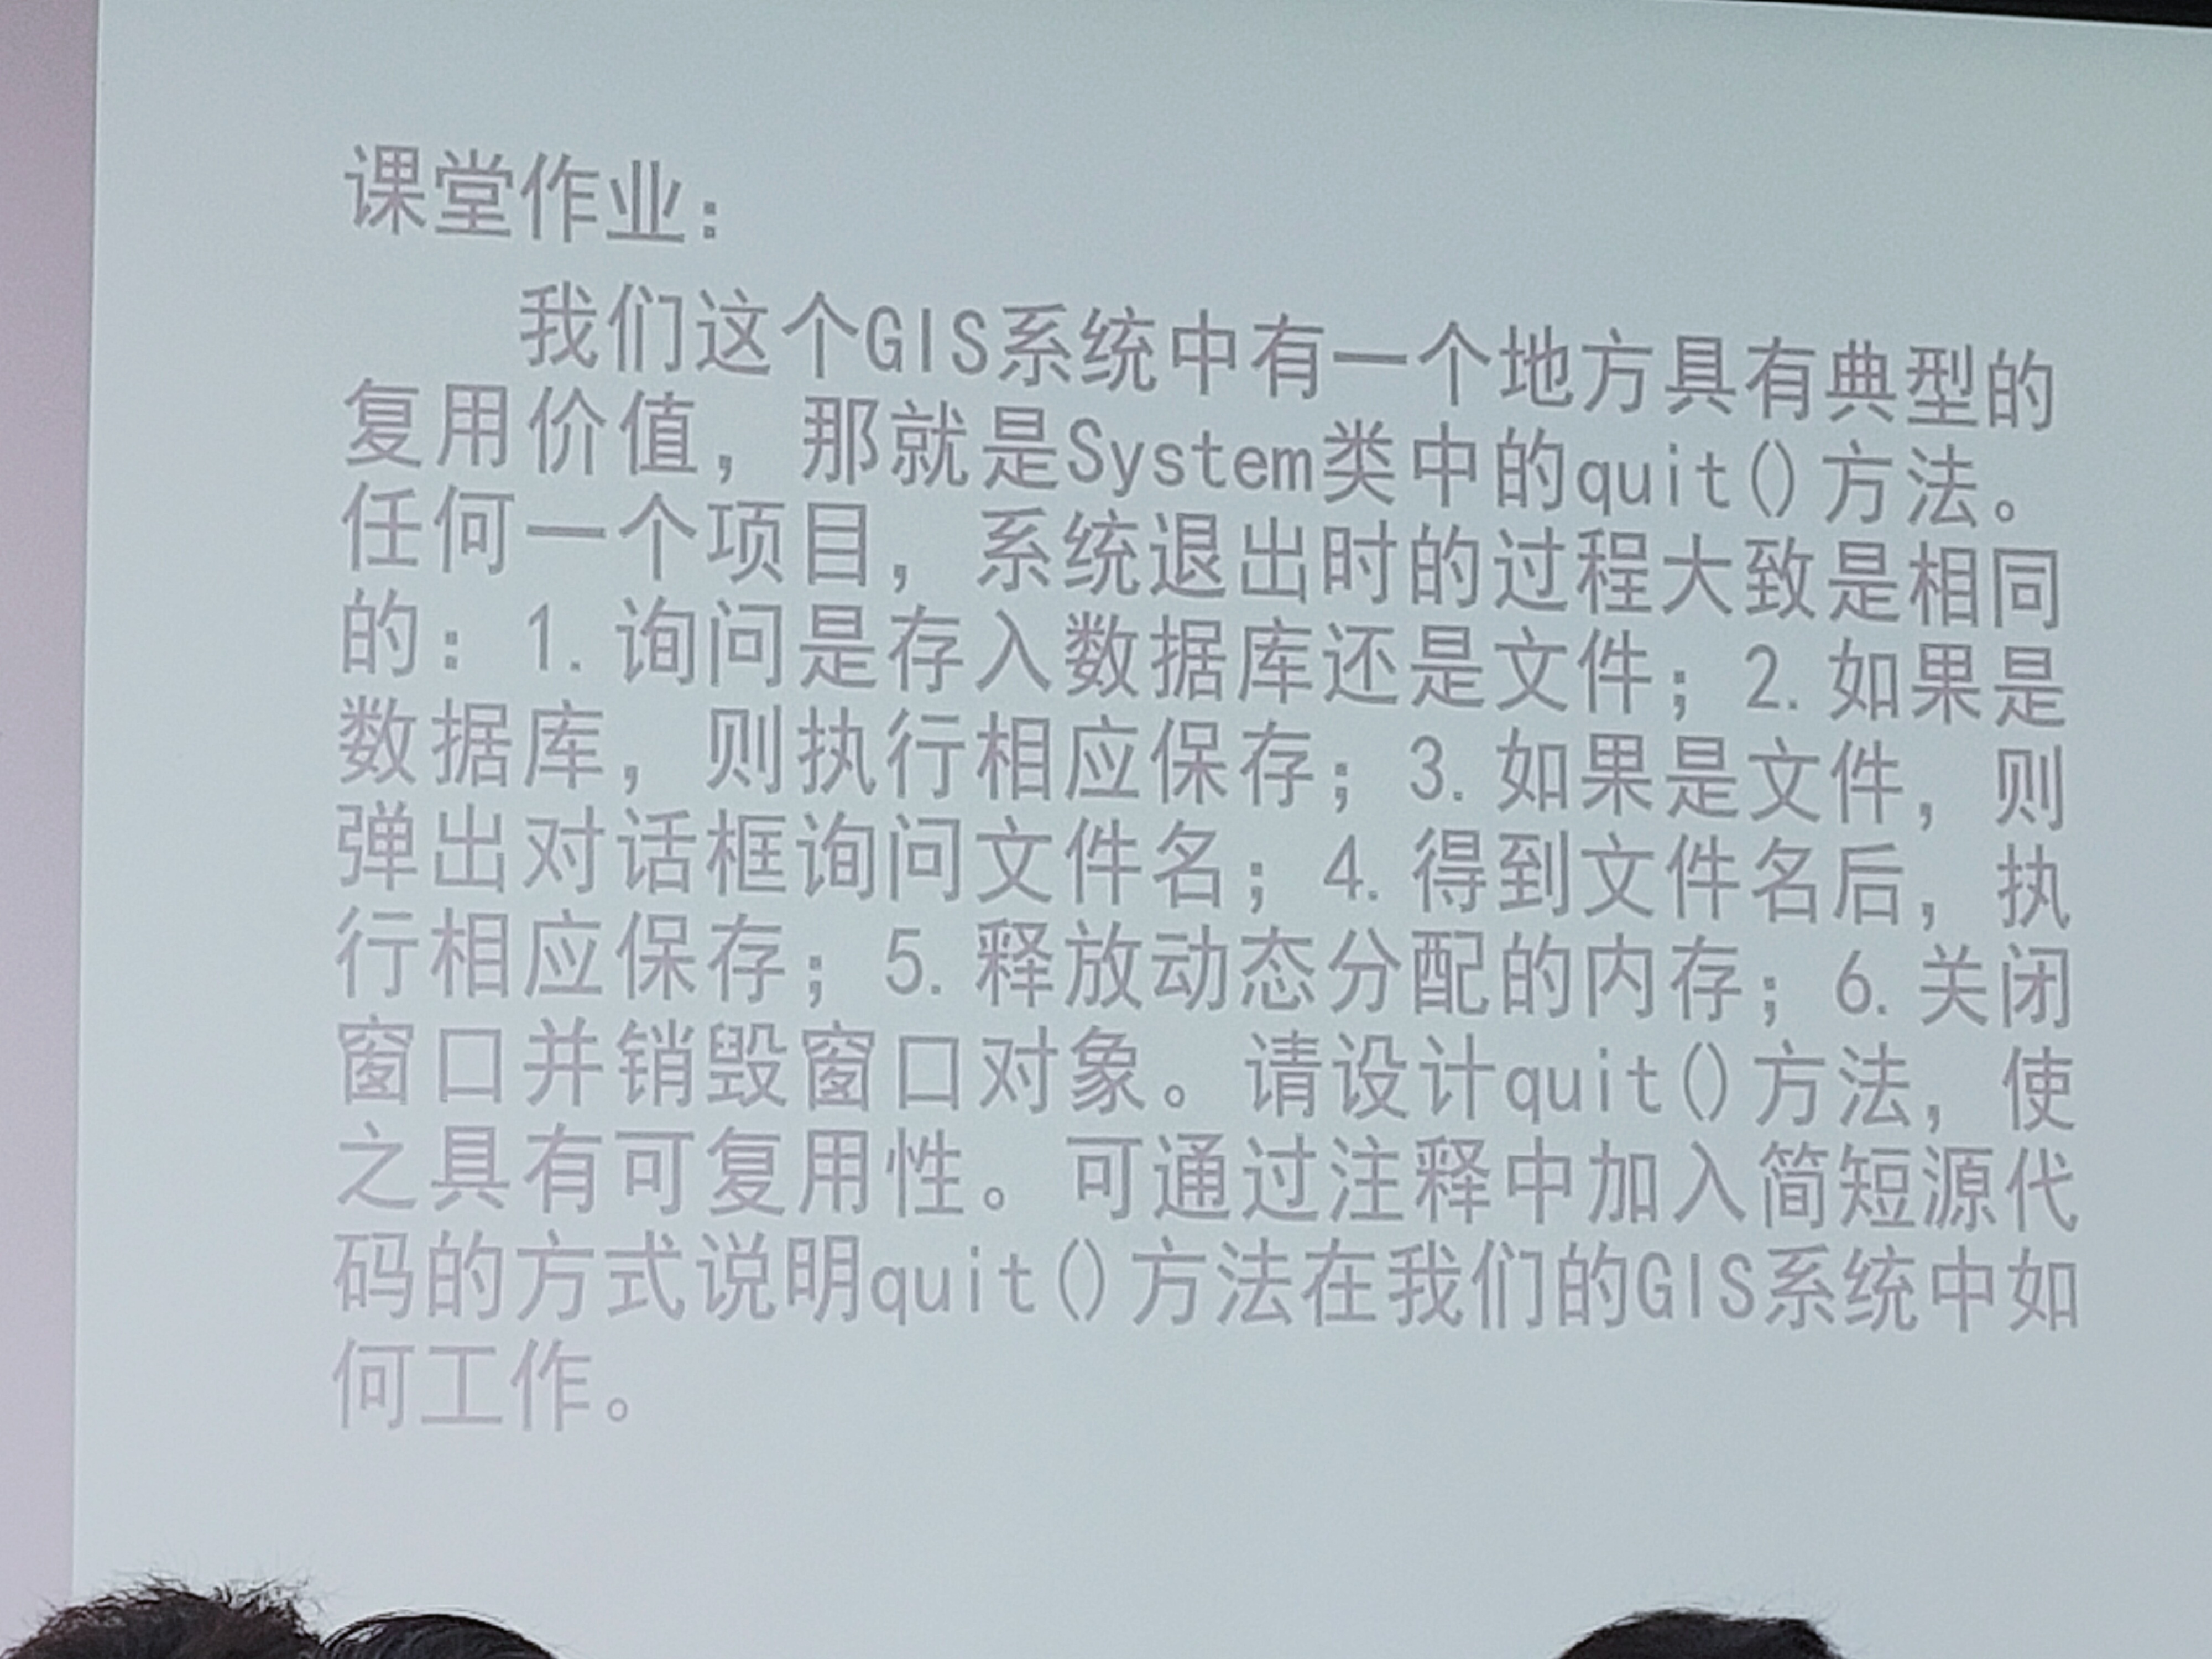 课堂作业：
我们这个GIS系统中有一个地方具有典型的
复用价值，那就是System类中的quit()方法。
任何一个项目，系统退出时的过程大致是相同
的：1.询问是存入数据库还是文件；2.如果是
数据库，则执行相应保存；3.如果是文件，则
弹出对话框询问文件名；4.得到文件名后，执
行相应保存；5.释放动态分配的内存；6.关闭
窗口并销毁窗口对象。请设计quit()方法，使
之具有可复用性。可通过注释中加入简短源代
码的方式说明quit()方法在我们的GIS系统中如
何工作。